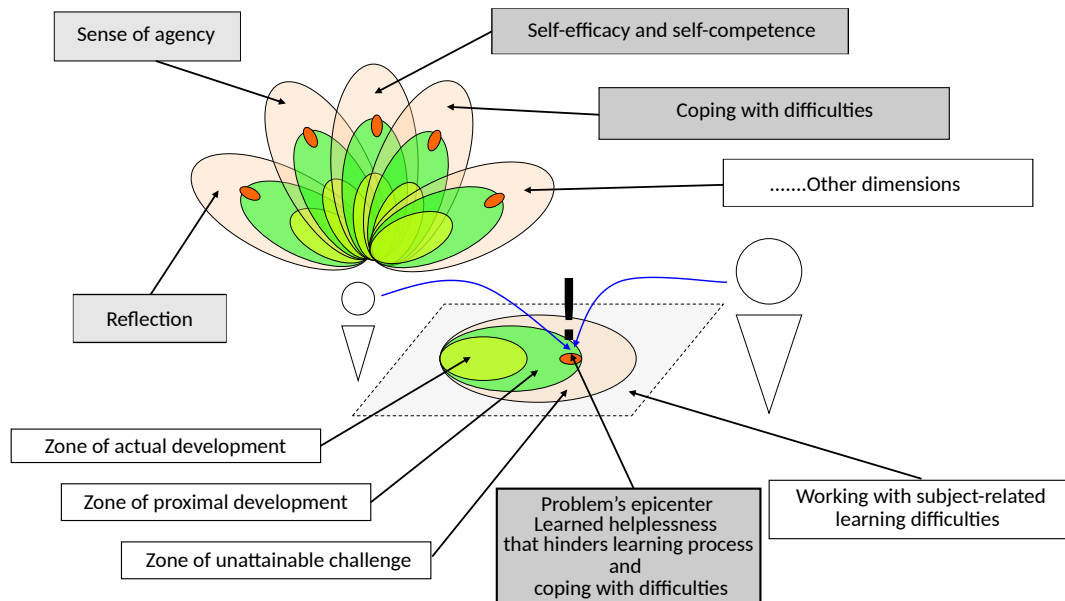 Sense of agency
Self-efficacy and self-competence
Coping with difficulties
.......Other dimensions
Reflection
!
Zone of actual development
Zone of proximal development
Zone of unattainable challenge
Problem’s epicenter
Learned helplessness
that hinders learning process
and
coping with difficulties
Working with subject-related
learning difficulties